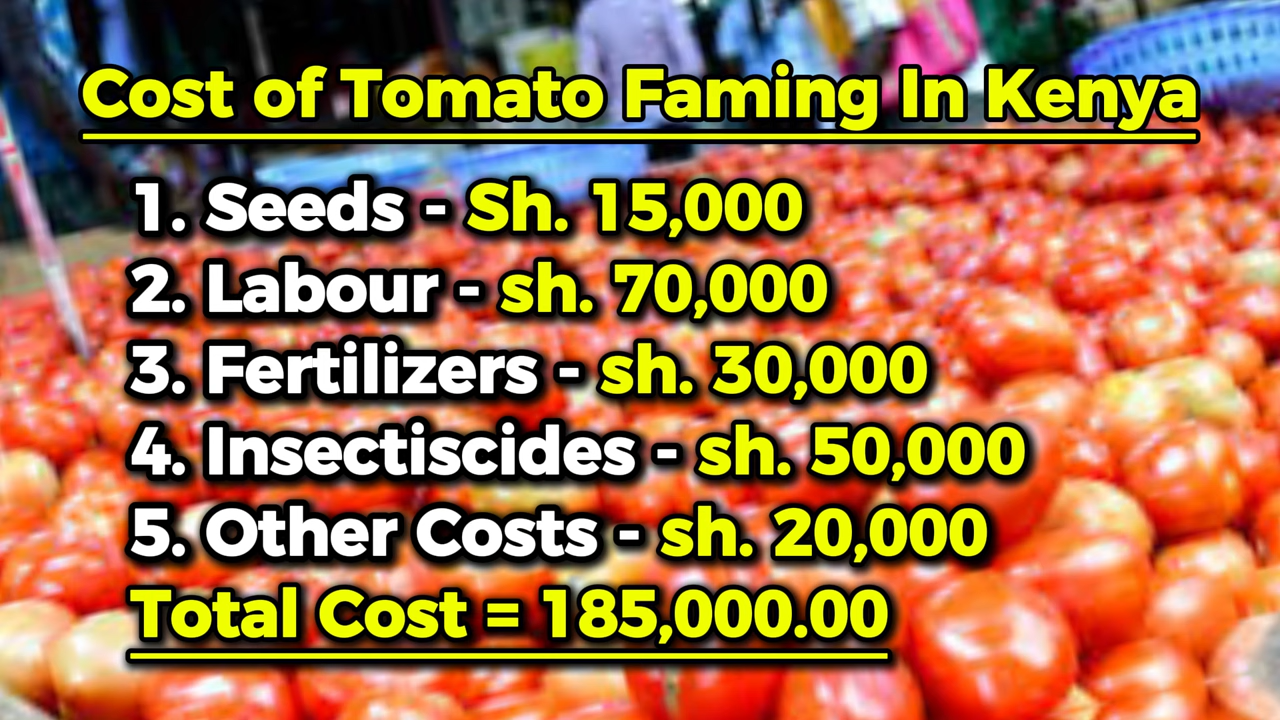 Cost of Tomato Faming In Kenya
1. Seeds - Sh. 15,000
2. Labour - sh. 70,000
3. Fertilizers - sh. 30,000
4. Insectiscides - sh. 50,000
5. Other Costs - sh. 20,000
Total Cost = 185,000.00